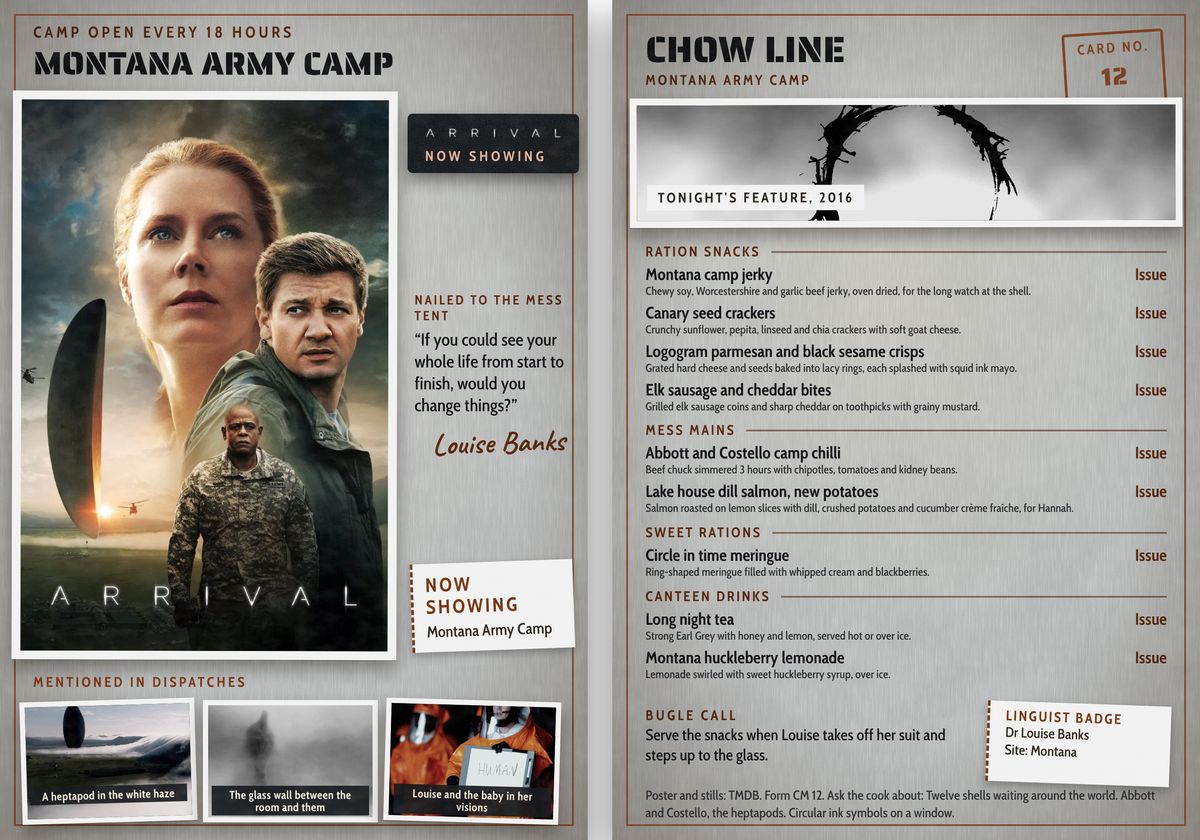 CAMP OPEN EVERY 18 HOURS
MONTANA ARMY CAMP
ARRIVAL
NOW SHOWING
NAILED TO THE MESS
TENT
“If you could see your
whole life from start to
finish, would you
change things?”
Louise Banks
ARRIVAL
NOW
SHOWING
Montana Army Camp
MENTIONED IN DISPATCHES
A heptapod in the white haze
The glass wall between the
room and them
HUMAN
Louise and the baby in her
visions
CHOW LINE
MONTANA ARMY CAMP
CARD NO.
12
TONIGHT'S FEATURE, 2016
RATION SNACKS
Montana camp jerky Issue
Chewy soy, Worcestershire and garlic beef jerky, oven dried, for the long watch at the shell.
Canary seed crackers Issue
Crunchy sunflower, pepita, linseed and chia crackers with soft goat cheese.
Logogram parmesan and black sesame crisps Issue
Grated hard cheese and seeds baked into lacy rings, each splashed with squid ink mayo.
Elk sausage and cheddar bites Issue
Grilled elk sausage coins and sharp cheddar on toothpicks with grainy mustard.
MESS MAINS
Abbott and Costello camp chilli Issue
Beef chuck simmered 3 hours with chipotles, tomatoes and kidney beans.
Lake house dill salmon, new potatoes Issue
Salmon roasted on lemon slices with dill, crushed potatoes and cucumber crème fraîche, for Hannah.
SWEET RATIONS
Circle in time meringue Issue
Ring-shaped meringue filled with whipped cream and blackberries.
CANTEEN DRINKS
Long night tea Issue
Strong Earl Grey with honey and lemon, served hot or over ice.
Montana huckleberry lemonade Issue
Lemonade swirled with sweet huckleberry syrup, over ice.
BUGLE CALL
Serve the snacks when Louise takes off her suit and
steps up to the glass.
LINGUIST BADGE
Dr Louise Banks
Site: Montana
Poster and stills: TMDB. Form CM 12. Ask the cook about: Twelve shells waiting around the world. Abbott
and Costello, the heptapods. Circular ink symbols on a window.